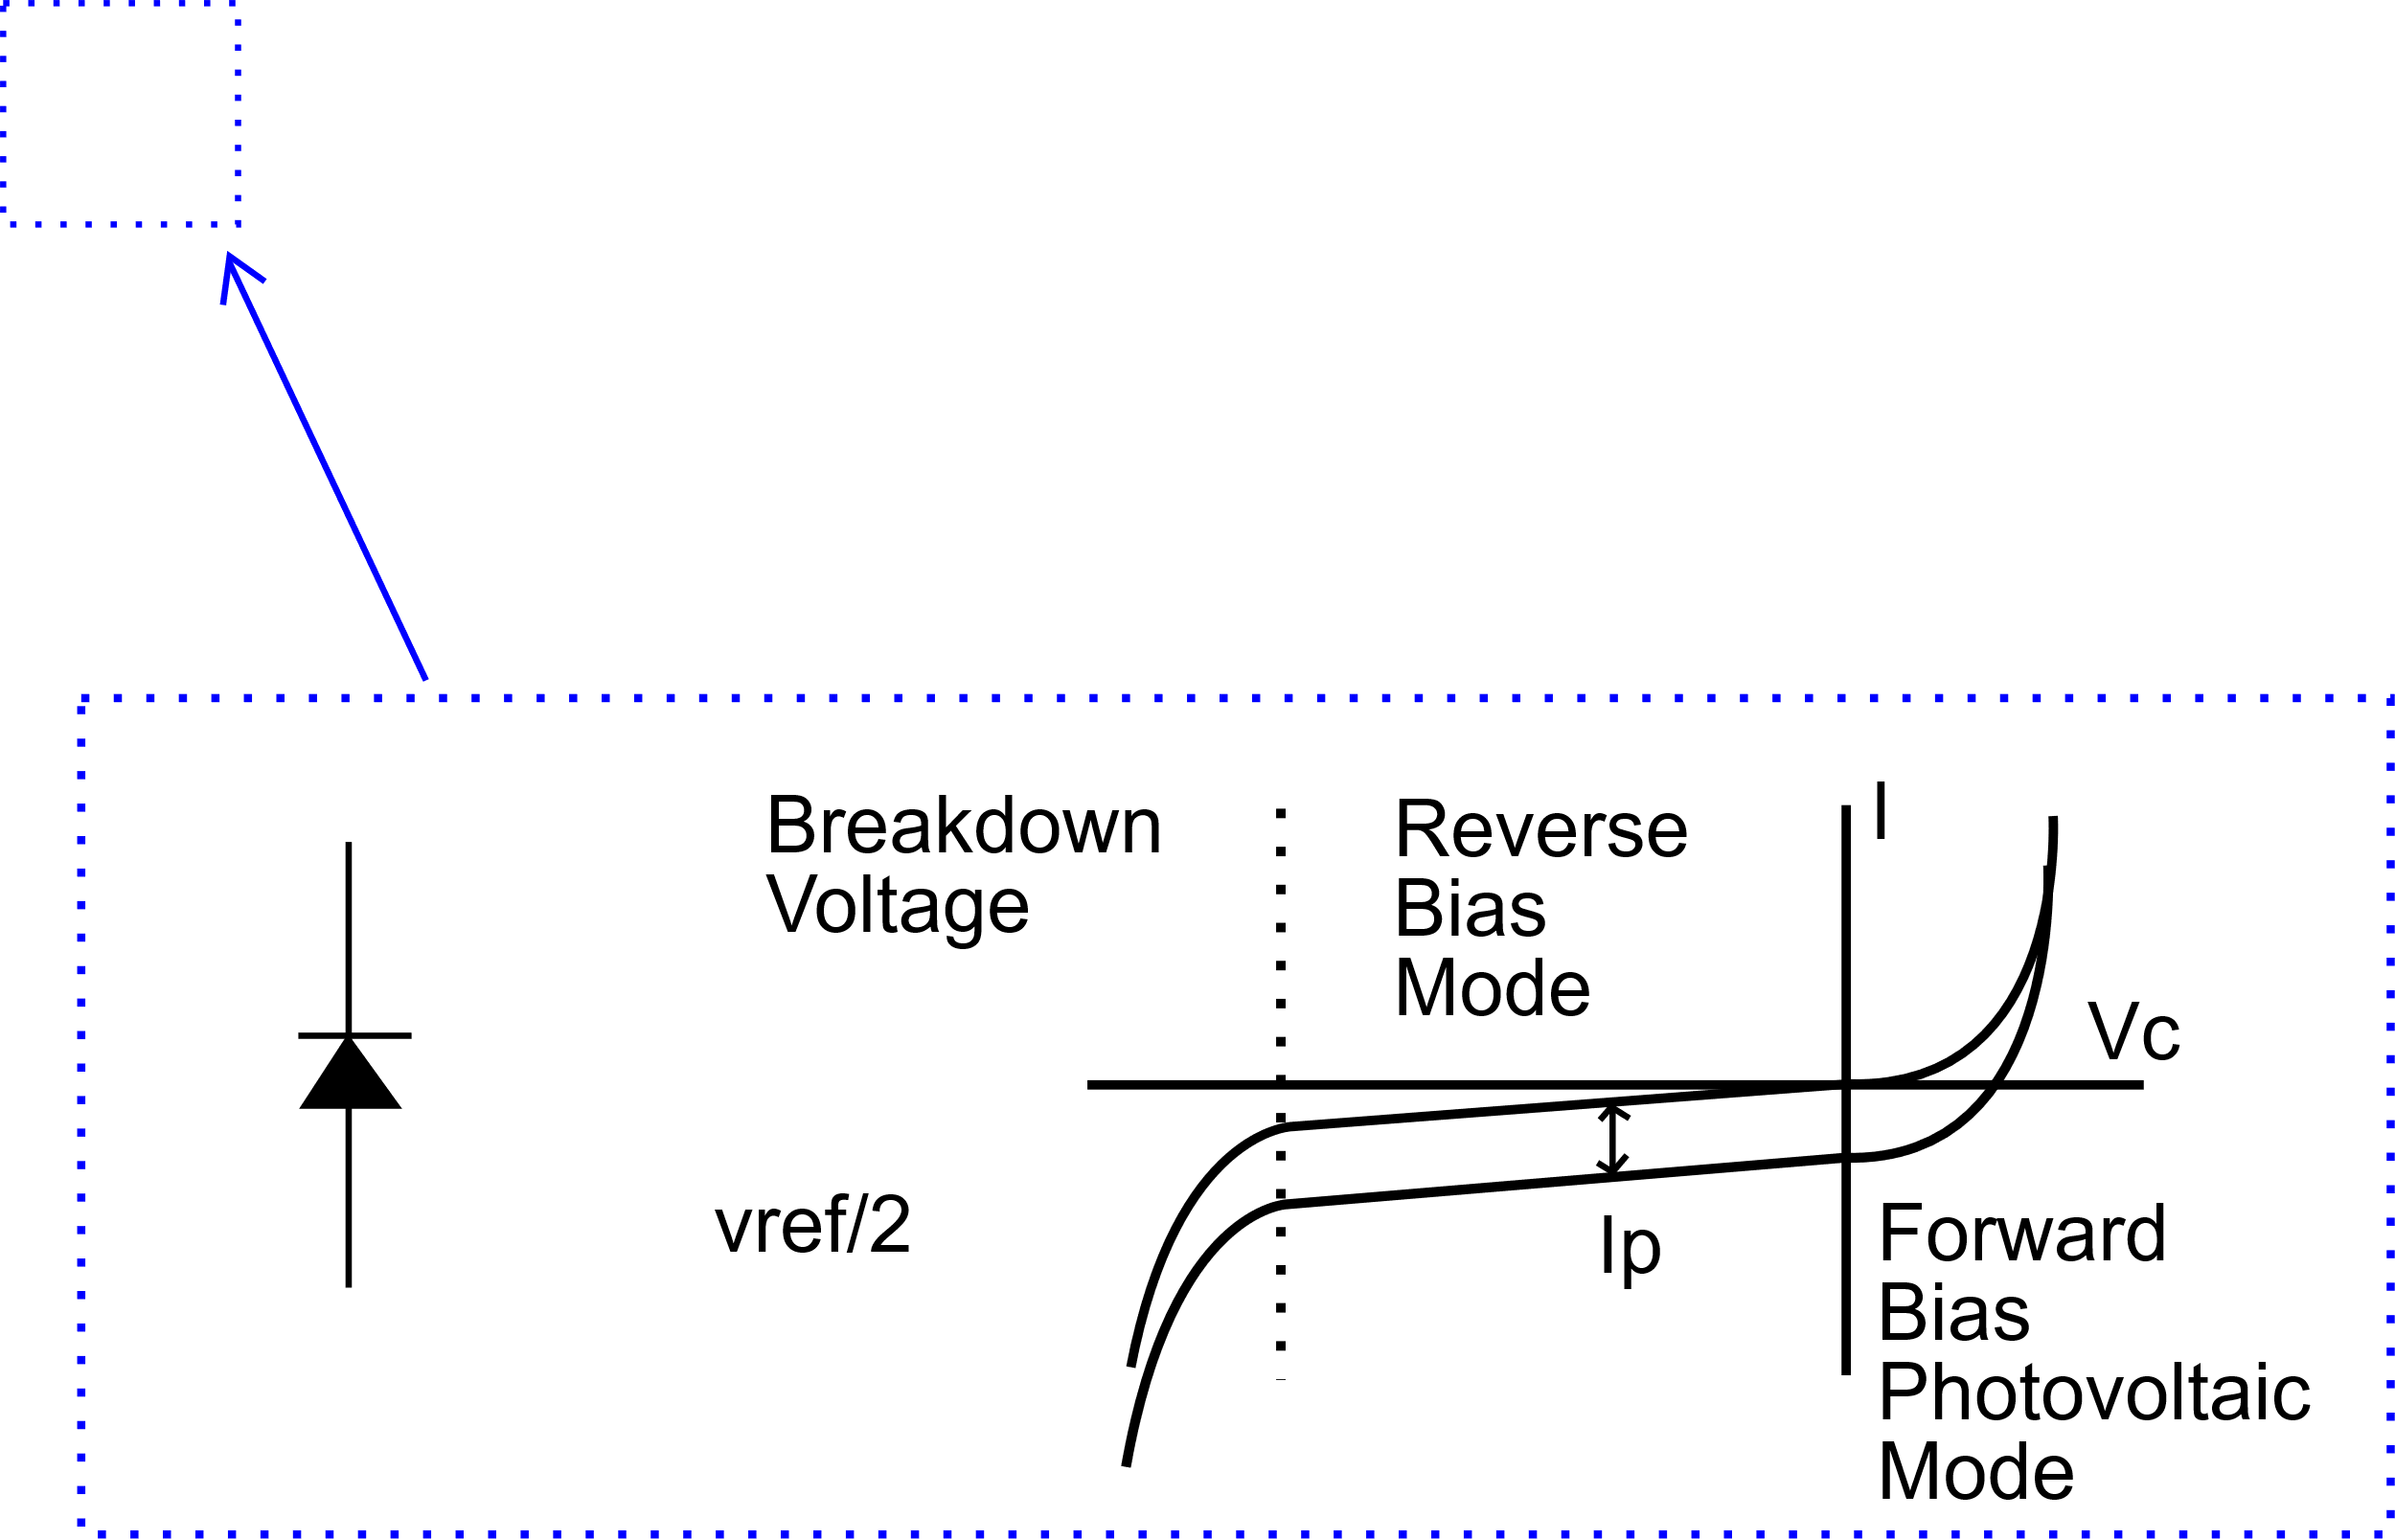 Breakdown
Voltage
Reverse
Bias
Mode
I
Vc
vref/2
Ip
Forward
Bias
Photovoltaic
Mode